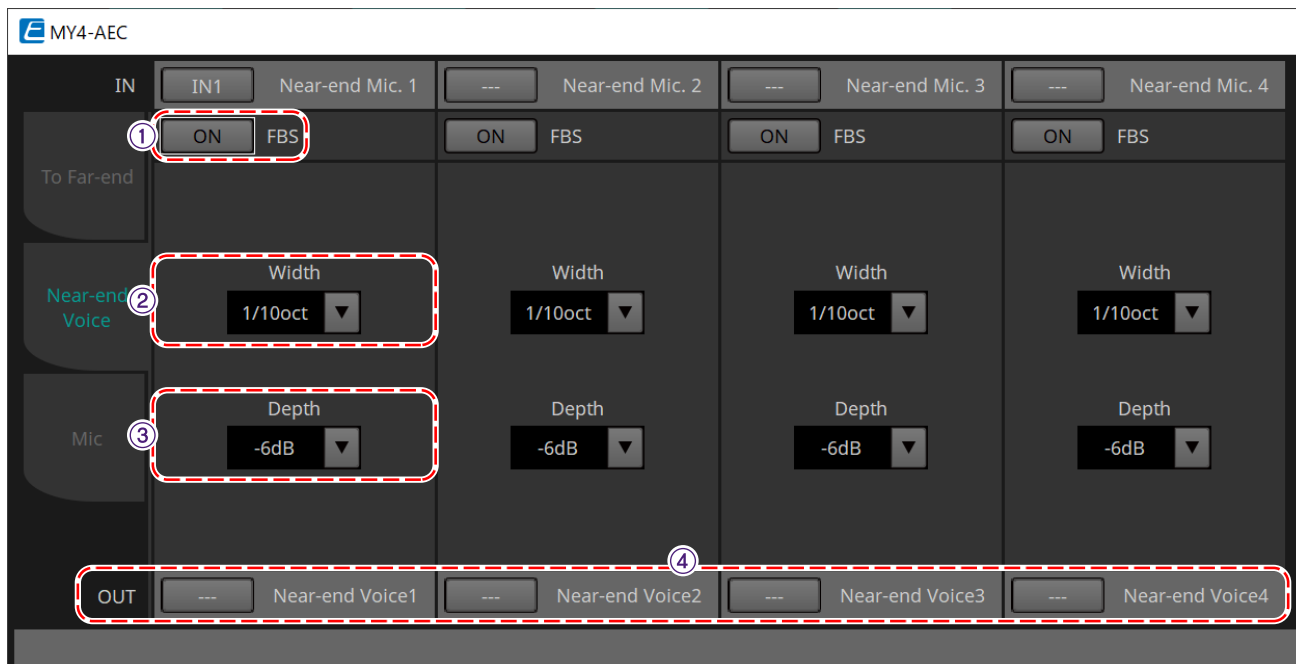 MY4-AEC
IN IN1 Near-end Mic. 1 --- Near-end Mic. 2 --- Near-end Mic. 3 --- Near-end Mic. 4
① ON FBS ON FBS ON FBS ON FBS
To Far-end
Width Width Width Width
Near-end
Voice
② 1/10oct ▼ 1/10oct ▼ 1/10oct ▼ 1/10oct ▼
Depth Depth Depth Depth
Mic ③ -6dB ▼ -6dB ▼ -6dB ▼ -6dB ▼
④
OUT --- Near-end Voice1 --- Near-end Voice2 --- Near-end Voice3 --- Near-end Voice4